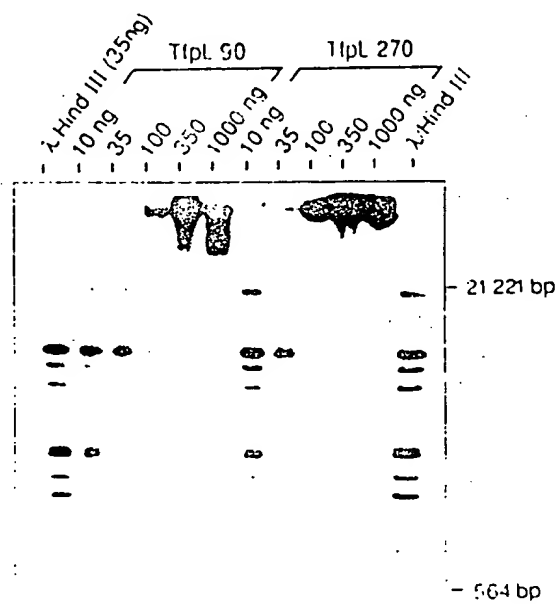 TfpL 90 TfpL 270
λ Hind III (35ng) 10 ng 35 100 350 1000 ng 10 ng 35 100 350 1000 ng λ Hind III
21 221 bp
564 bp